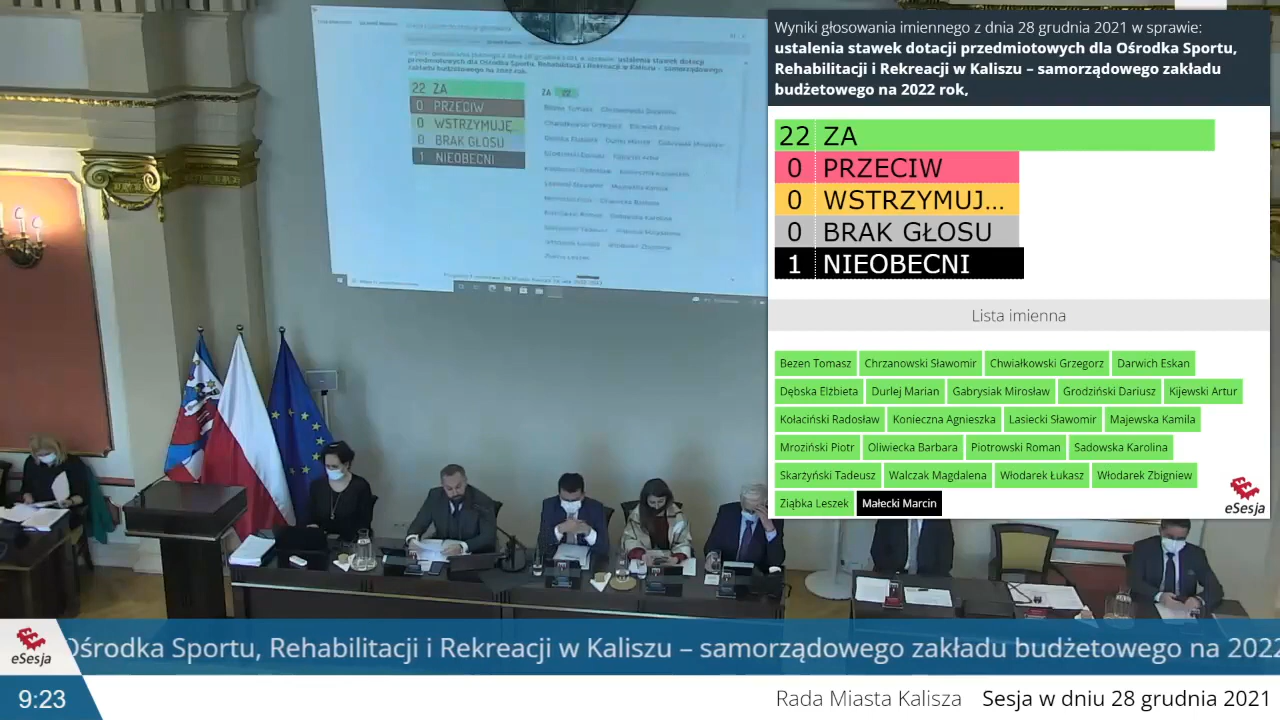 Wyniki głosowania imiennego z dnia 28 grudnia 2021 w sprawie:
ustalenia stawek dotacji przedmiotowych dla Ośrodka Sportu,
Rehabilitacji i Rekreacji w Kaliszu – samorządowego zakładu
budżetowego na 2022 rok,
22 ZA
0 PRZECIW
0 WSTRZYMUJ...
0 BRAK GŁOSU
1 NIEOBECNI
Lista imienna
Bezen Tomasz Chrzanowski Sławomir Chwiałkowski Grzegorz Darwich Eskan
Dębska Elżbieta Durlej Marian Gabrysiak Mirosław Grodziński Dariusz Kijewski Artur
Kołaciński Radosław Konieczna Agnieszka Lasiecki Sławomir Majewska Kamila
Mroziński Piotr Oliwiecka Barbara Piotrowski Roman Sadowska Karolina
Skarżyński Tadeusz Walczak Magdalena Włodarek Łukasz Włodarek Zbigniew
Ziąbka Leszek Małecki Marcin
eSesja
22 ZA
0 PRZECIW
0 WSTRZYMUJĘ
0 BRAK GŁOSU
1 NIEOBECNI
ZA 22
eSesja
Ośrodka Sportu, Rehabilitacji i Rekreacji w Kaliszu – samorządowego zakładu budżetowego na 2022
9:23
Rada Miasta Kalisza Sesja w dniu 28 grudnia 2021